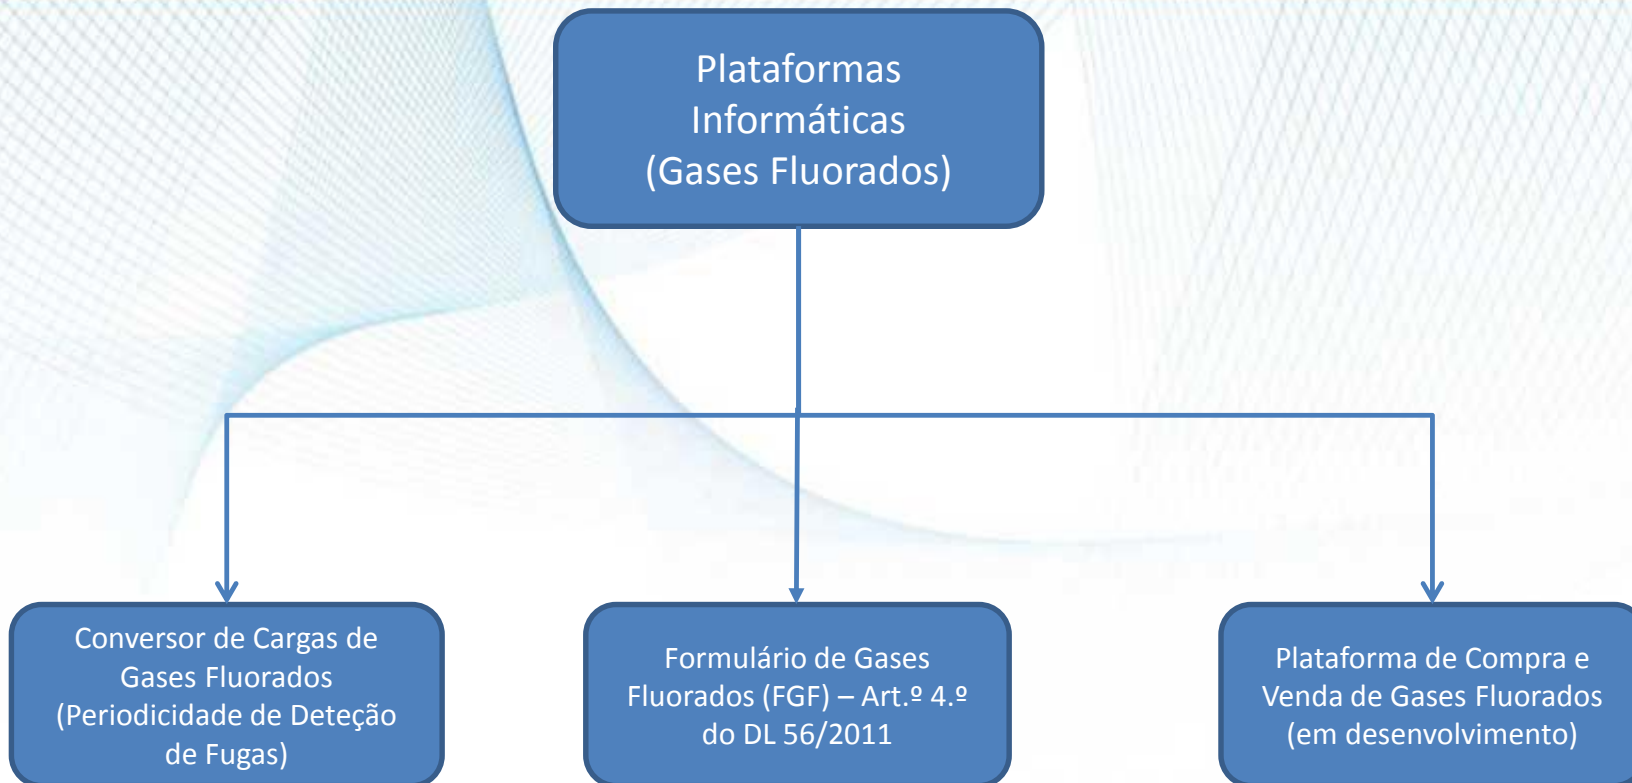 Plataformas
Informáticas
(Gases Fluorados)
Conversor de Cargas de
Gases Fluorados
(Periodicidade de Deteção
de Fugas)
Formulário de Gases
Fluorados (FGF) – Art.º 4.º
do DL 56/2011
Plataforma de Compra e
Venda de Gases Fluorados
(em desenvolvimento)